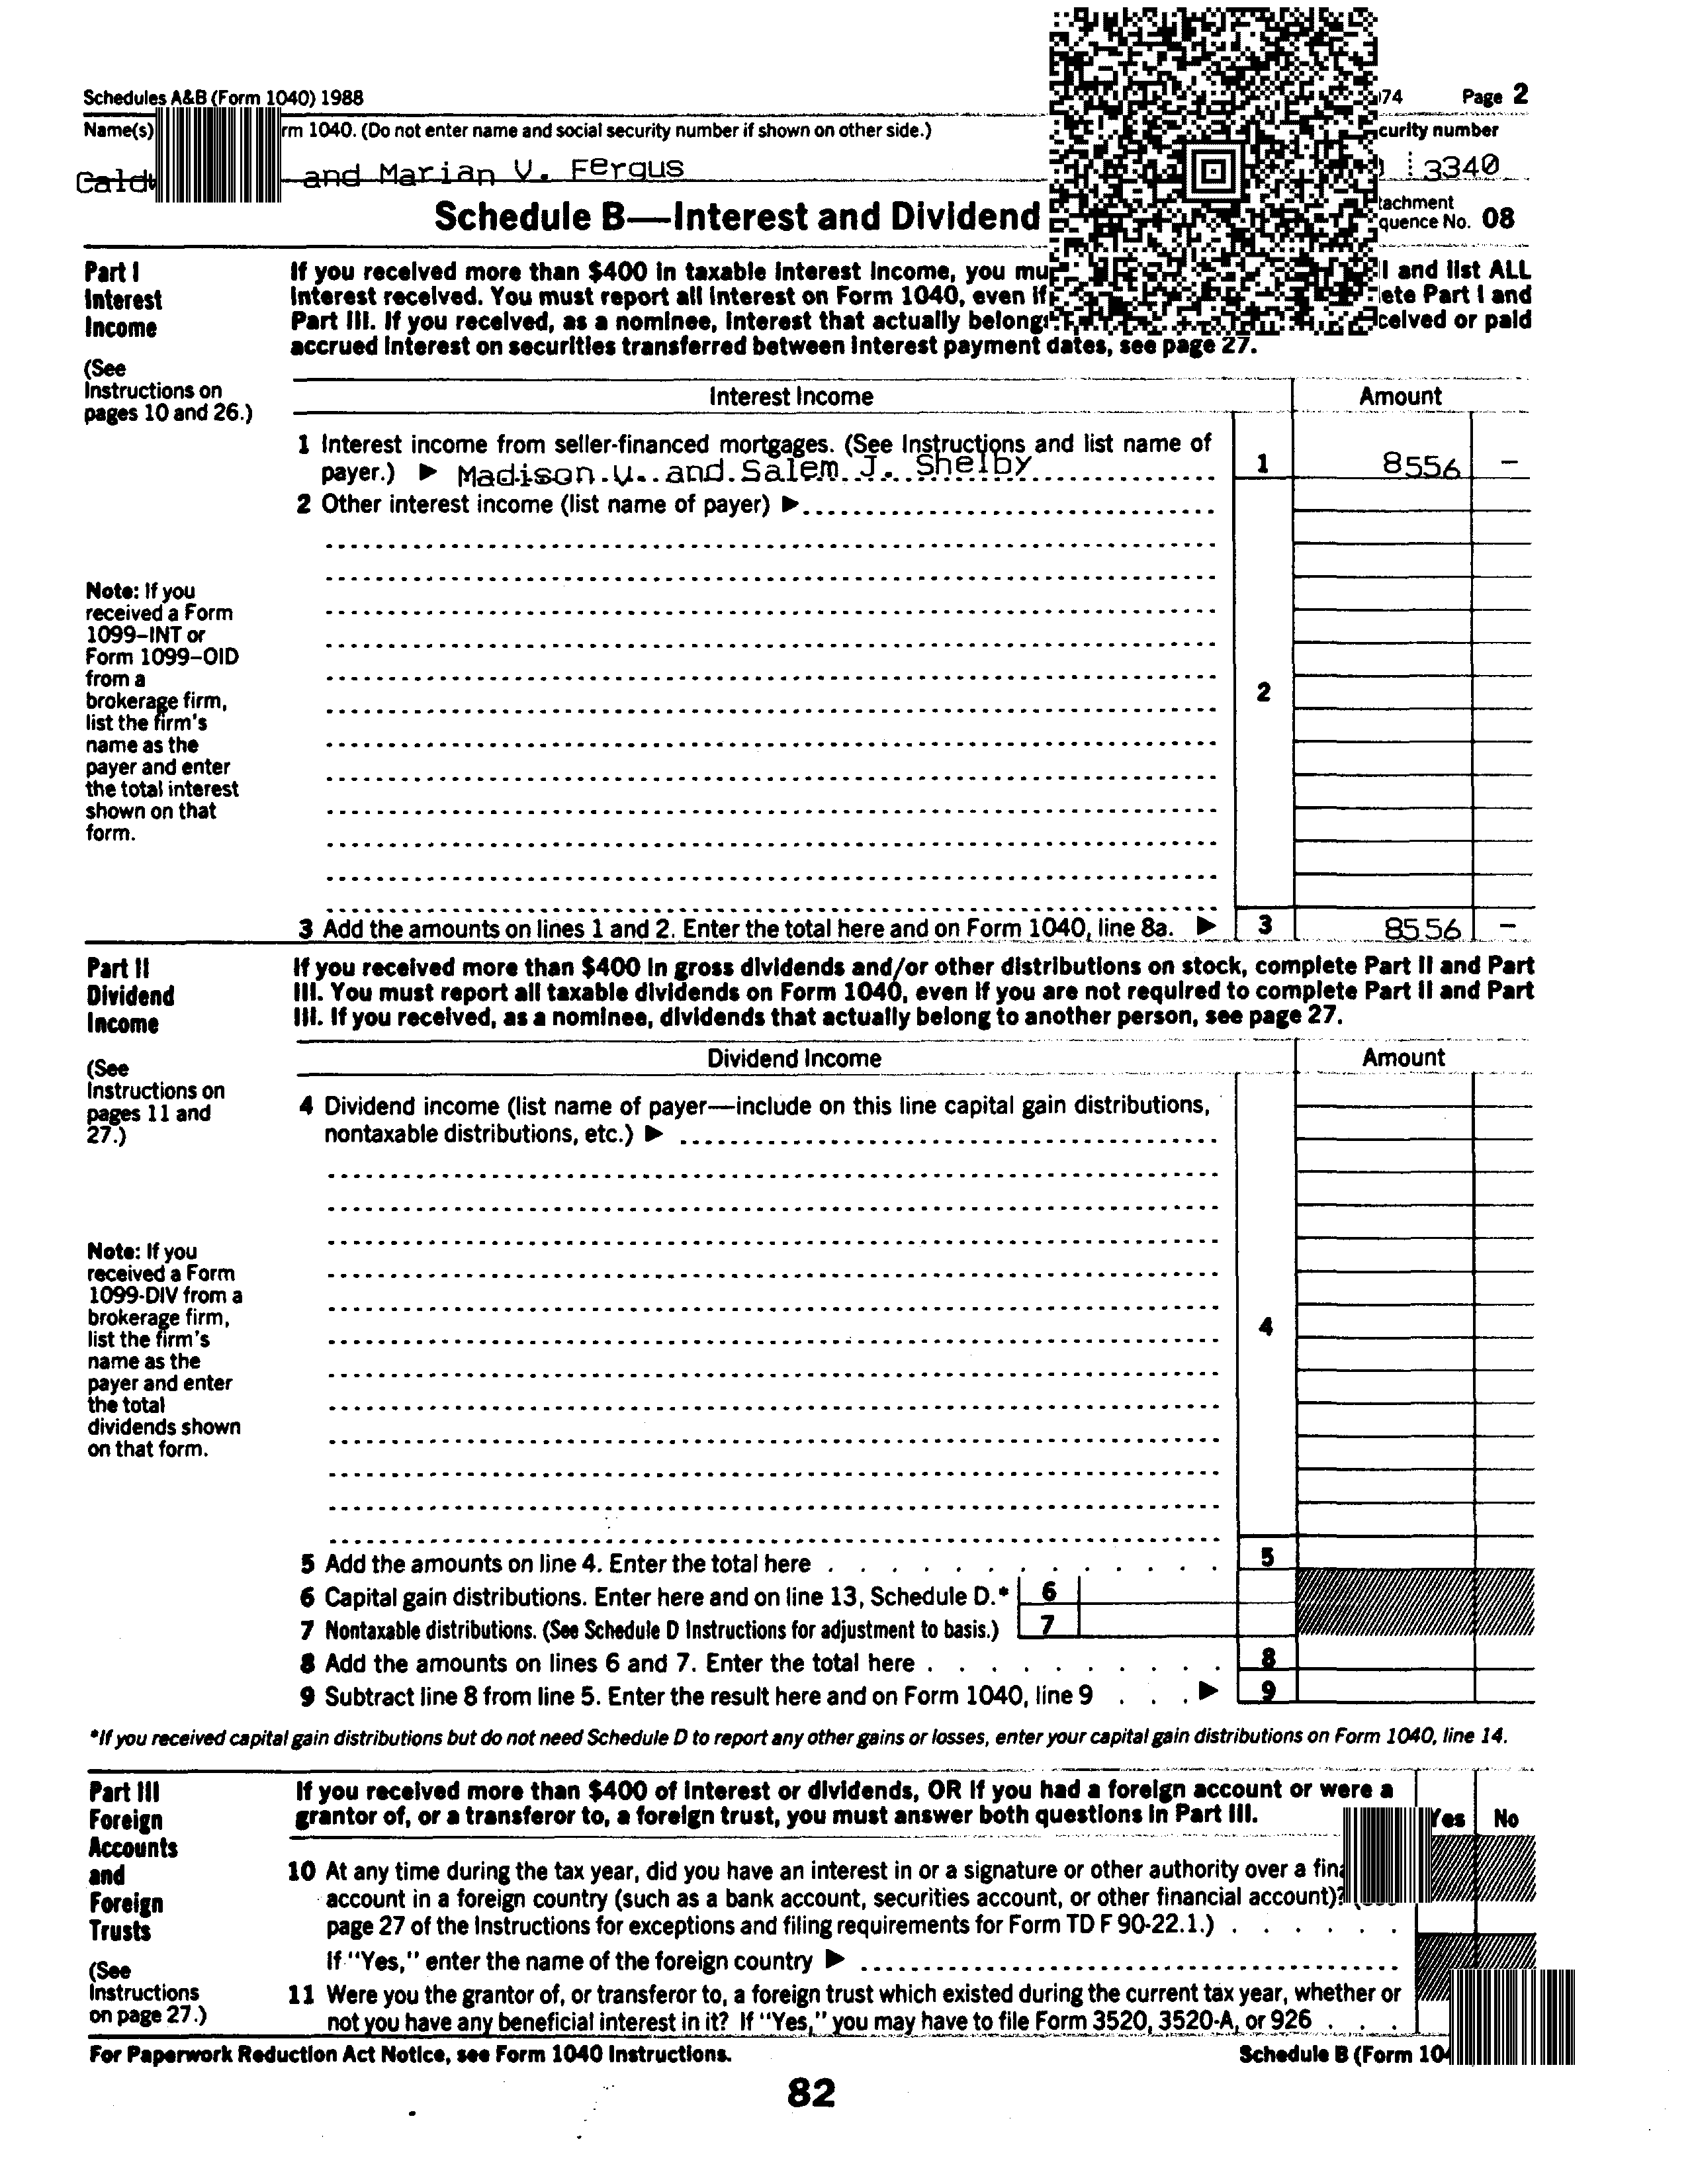 Schedules A&B (Form 1040) 1988
Page 2
Name(s)
1040. (Do not enter name and social security number if shown on other side.)
number
and Marian V. Fergus
3340
Schedule B—Interest and Dividend
No. 08
Part I
Interest
Income
If you received more than $400 in taxable interest income, you
and list ALL
interest received. You must report all interest on Form 1040, even if
Part I and
Part III. If you received, as a nominee, interest that actually
or paid
accrued interest on securities transferred between interest payment dates, see page 27.
(See
Instructions on
pages 10 and 26.)
Interest Income
Amount
1 Interest income from seller-financed mortgages. (See Instructions and list name of
payer.) ▶ Madison U. and Salem J. Shelby
1
8556 —
2 Other interest income (list name of payer) ▶
Note: If you
received a Form
1099–INT or
Form 1099–OID
from a
brokerage firm,
list the firm's
name as the
payer and enter
the total interest
shown on that
form.
2
3 Add the amounts on lines 1 and 2. Enter the total here and on Form 1040, line 8a. ▶
3
8556 —
Part II
Dividend
Income
If you received more than $400 in gross dividends and/or other distributions on stock, complete Part II and Part
III. You must report all taxable dividends on Form 1040, even if you are not required to complete Part II and Part
III. If you received, as a nominee, dividends that actually belong to another person, see page 27.
(See
Instructions on
pages 11 and
27.)
Dividend Income
Amount
4 Dividend income (list name of payer—include on this line capital gain distributions,
nontaxable distributions, etc.) ▶
Note: If you
received a Form
1099-DIV from a
brokerage firm,
list the firm's
name as the
payer and enter
the total
dividends shown
on that form.
4
5 Add the amounts on line 4. Enter the total here
5
6 Capital gain distributions. Enter here and on line 13, Schedule D.*
6
7 Nontaxable distributions. (See Schedule D Instructions for adjustment to basis.)
7
8 Add the amounts on lines 6 and 7. Enter the total here
8
9 Subtract line 8 from line 5. Enter the result here and on Form 1040, line 9 ▶
9
*If you received capital gain distributions but do not need Schedule D to report any other gains or losses, enter your capital gain distributions on Form 1040, line 14.
Part III
Foreign
Accounts
and
Foreign
Trusts
(See
Instructions
on page 27.)
If you received more than $400 of interest or dividends, OR if you had a foreign account or were a
grantor of, or a transferor to, a foreign trust, you must answer both questions in Part III.
Yes
No
10 At any time during the tax year, did you have an interest in or a signature or other authority over a
account in a foreign country (such as a bank account, securities account, or other financial account)?
page 27 of the Instructions for exceptions and filing requirements for Form TD F 90-22.1.)
If "Yes," enter the name of the foreign country ▶
11 Were you the grantor of, or transferor to, a foreign trust which existed during the current tax year, whether or
not you have any beneficial interest in it? If "Yes," you may have to file Form 3520, 3520-A, or 926
For Paperwork Reduction Act Notice, see Form 1040 Instructions.
Schedule B (Form
82